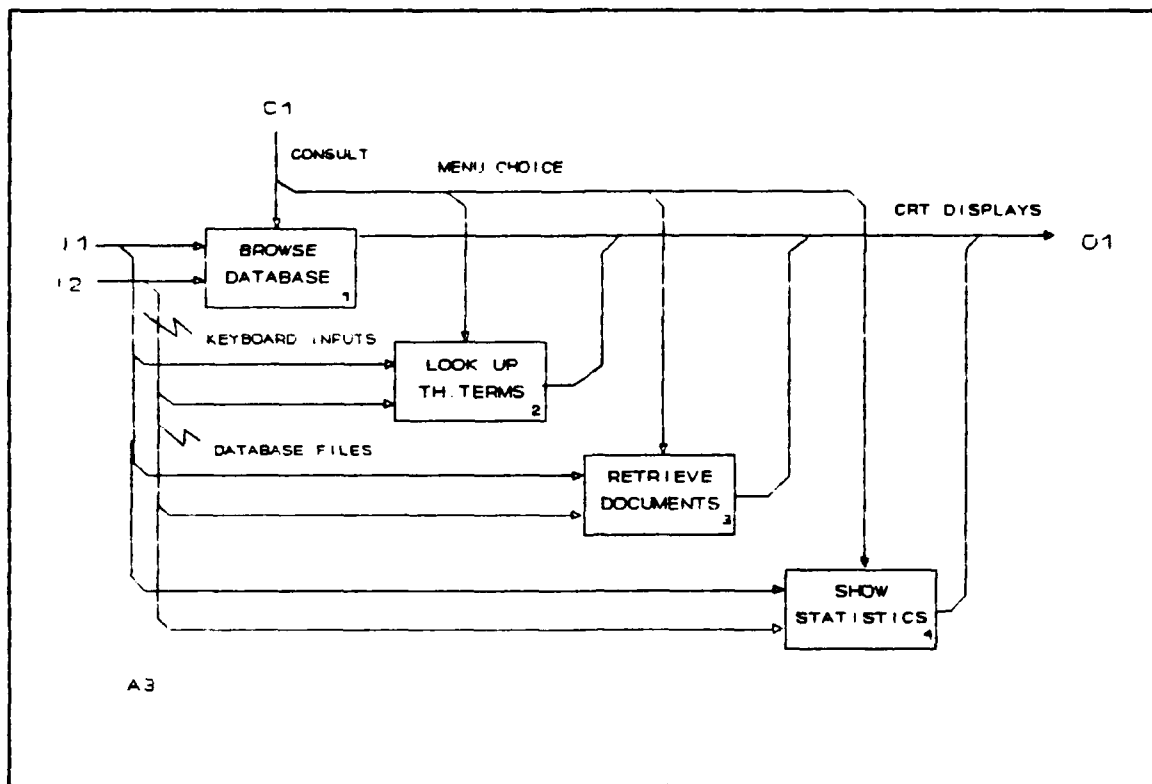 C1
CONSULT
MENU CHOICE
CRT DISPLAYS
I1
O1
I2
BROWSE
DATABASE
1
KEYBOARD INPUTS
LOOK UP
TH. TERMS
2
DATABASE FILES
RETRIEVE
DOCUMENTS
3
SHOW
STATISTICS
4
A3